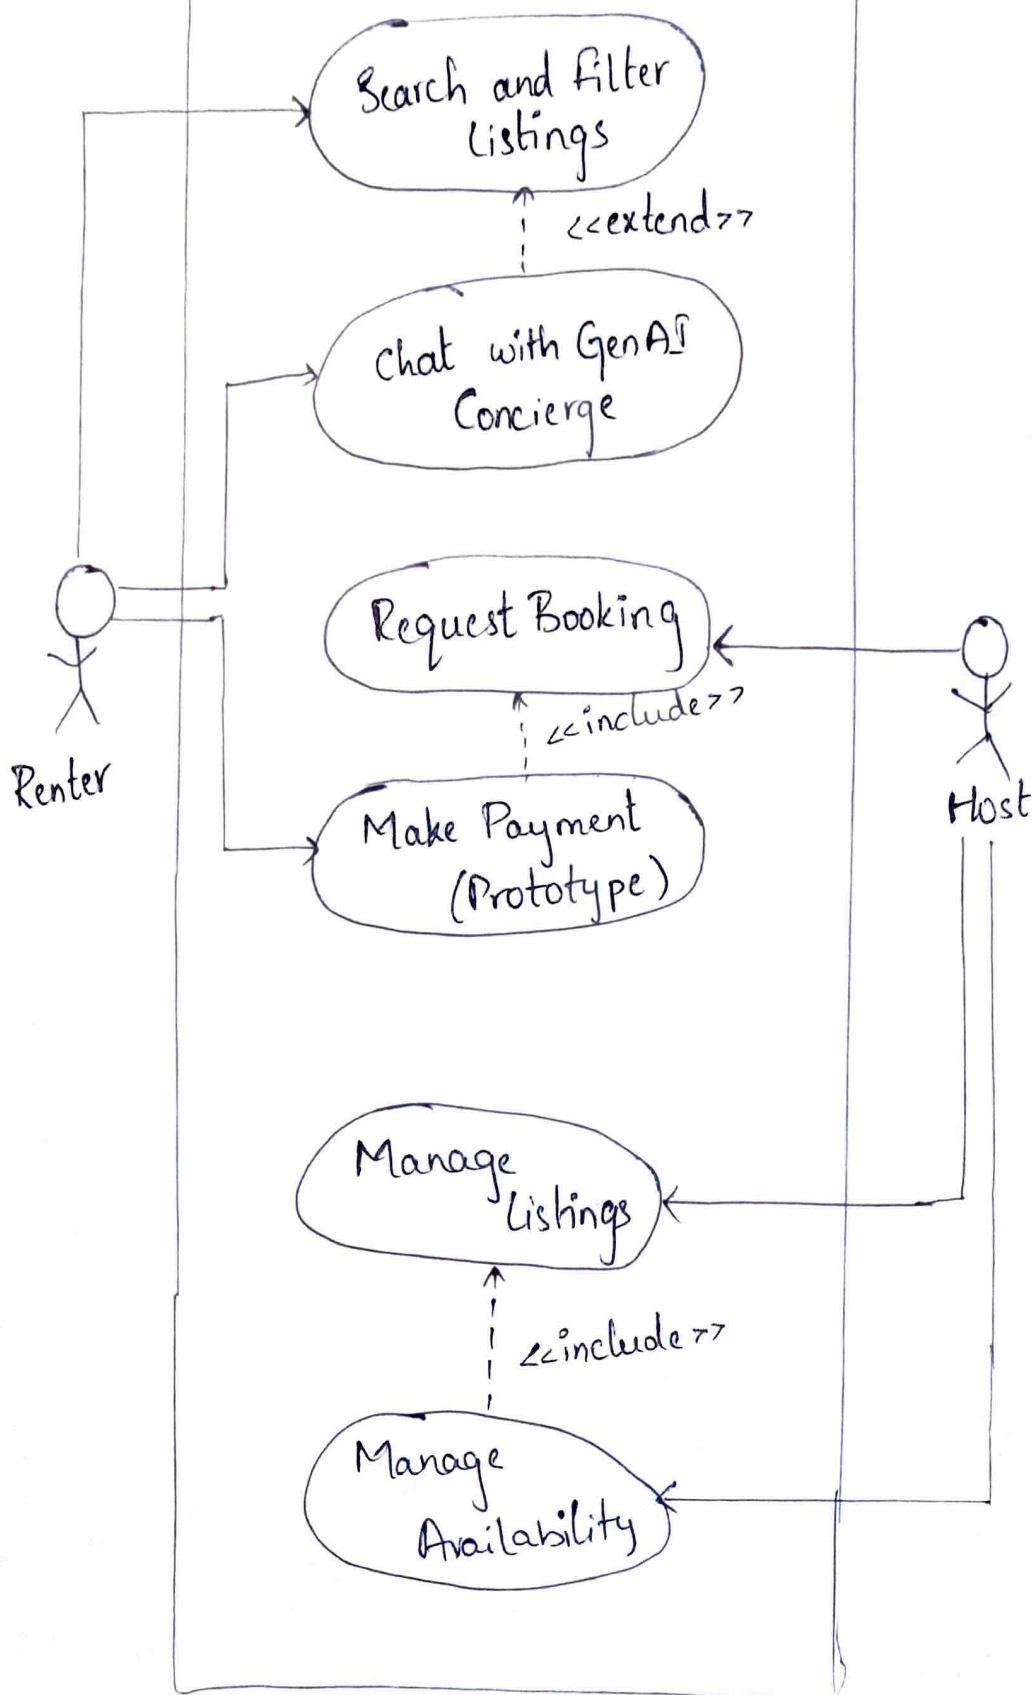 Search and Filter
Listings
<<extend>>
Chat with GenAI
Concierge
Request Booking
<<include>>
Renter
Make Payment
(Prototype)
Host
Manage
Listings
<<include>>
Manage
Availability